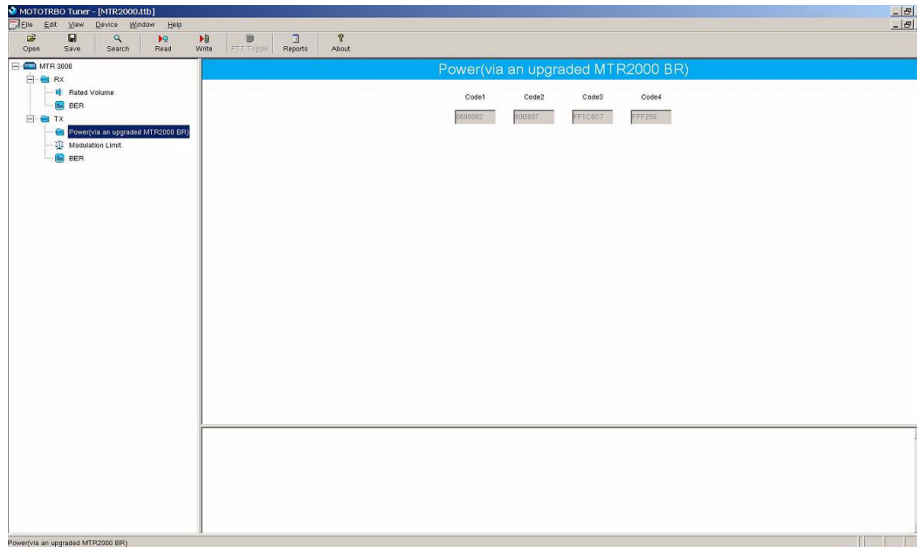 MOTOTRBO Tuner - [MTR2000.ttb]
File Edit View Device Window Help
Open Save Search Read Write PTT Toggle Reports About
MTR 3000
RX
Rated Volume
BER
TX
Power(via an upgraded MTR2000 BR)
Modulation Limit
BER
Power(via an upgraded MTR2000 BR)
Code1 Code2 Code3 Code4
FFF256
Power(via an upgraded MTR2000 BR)